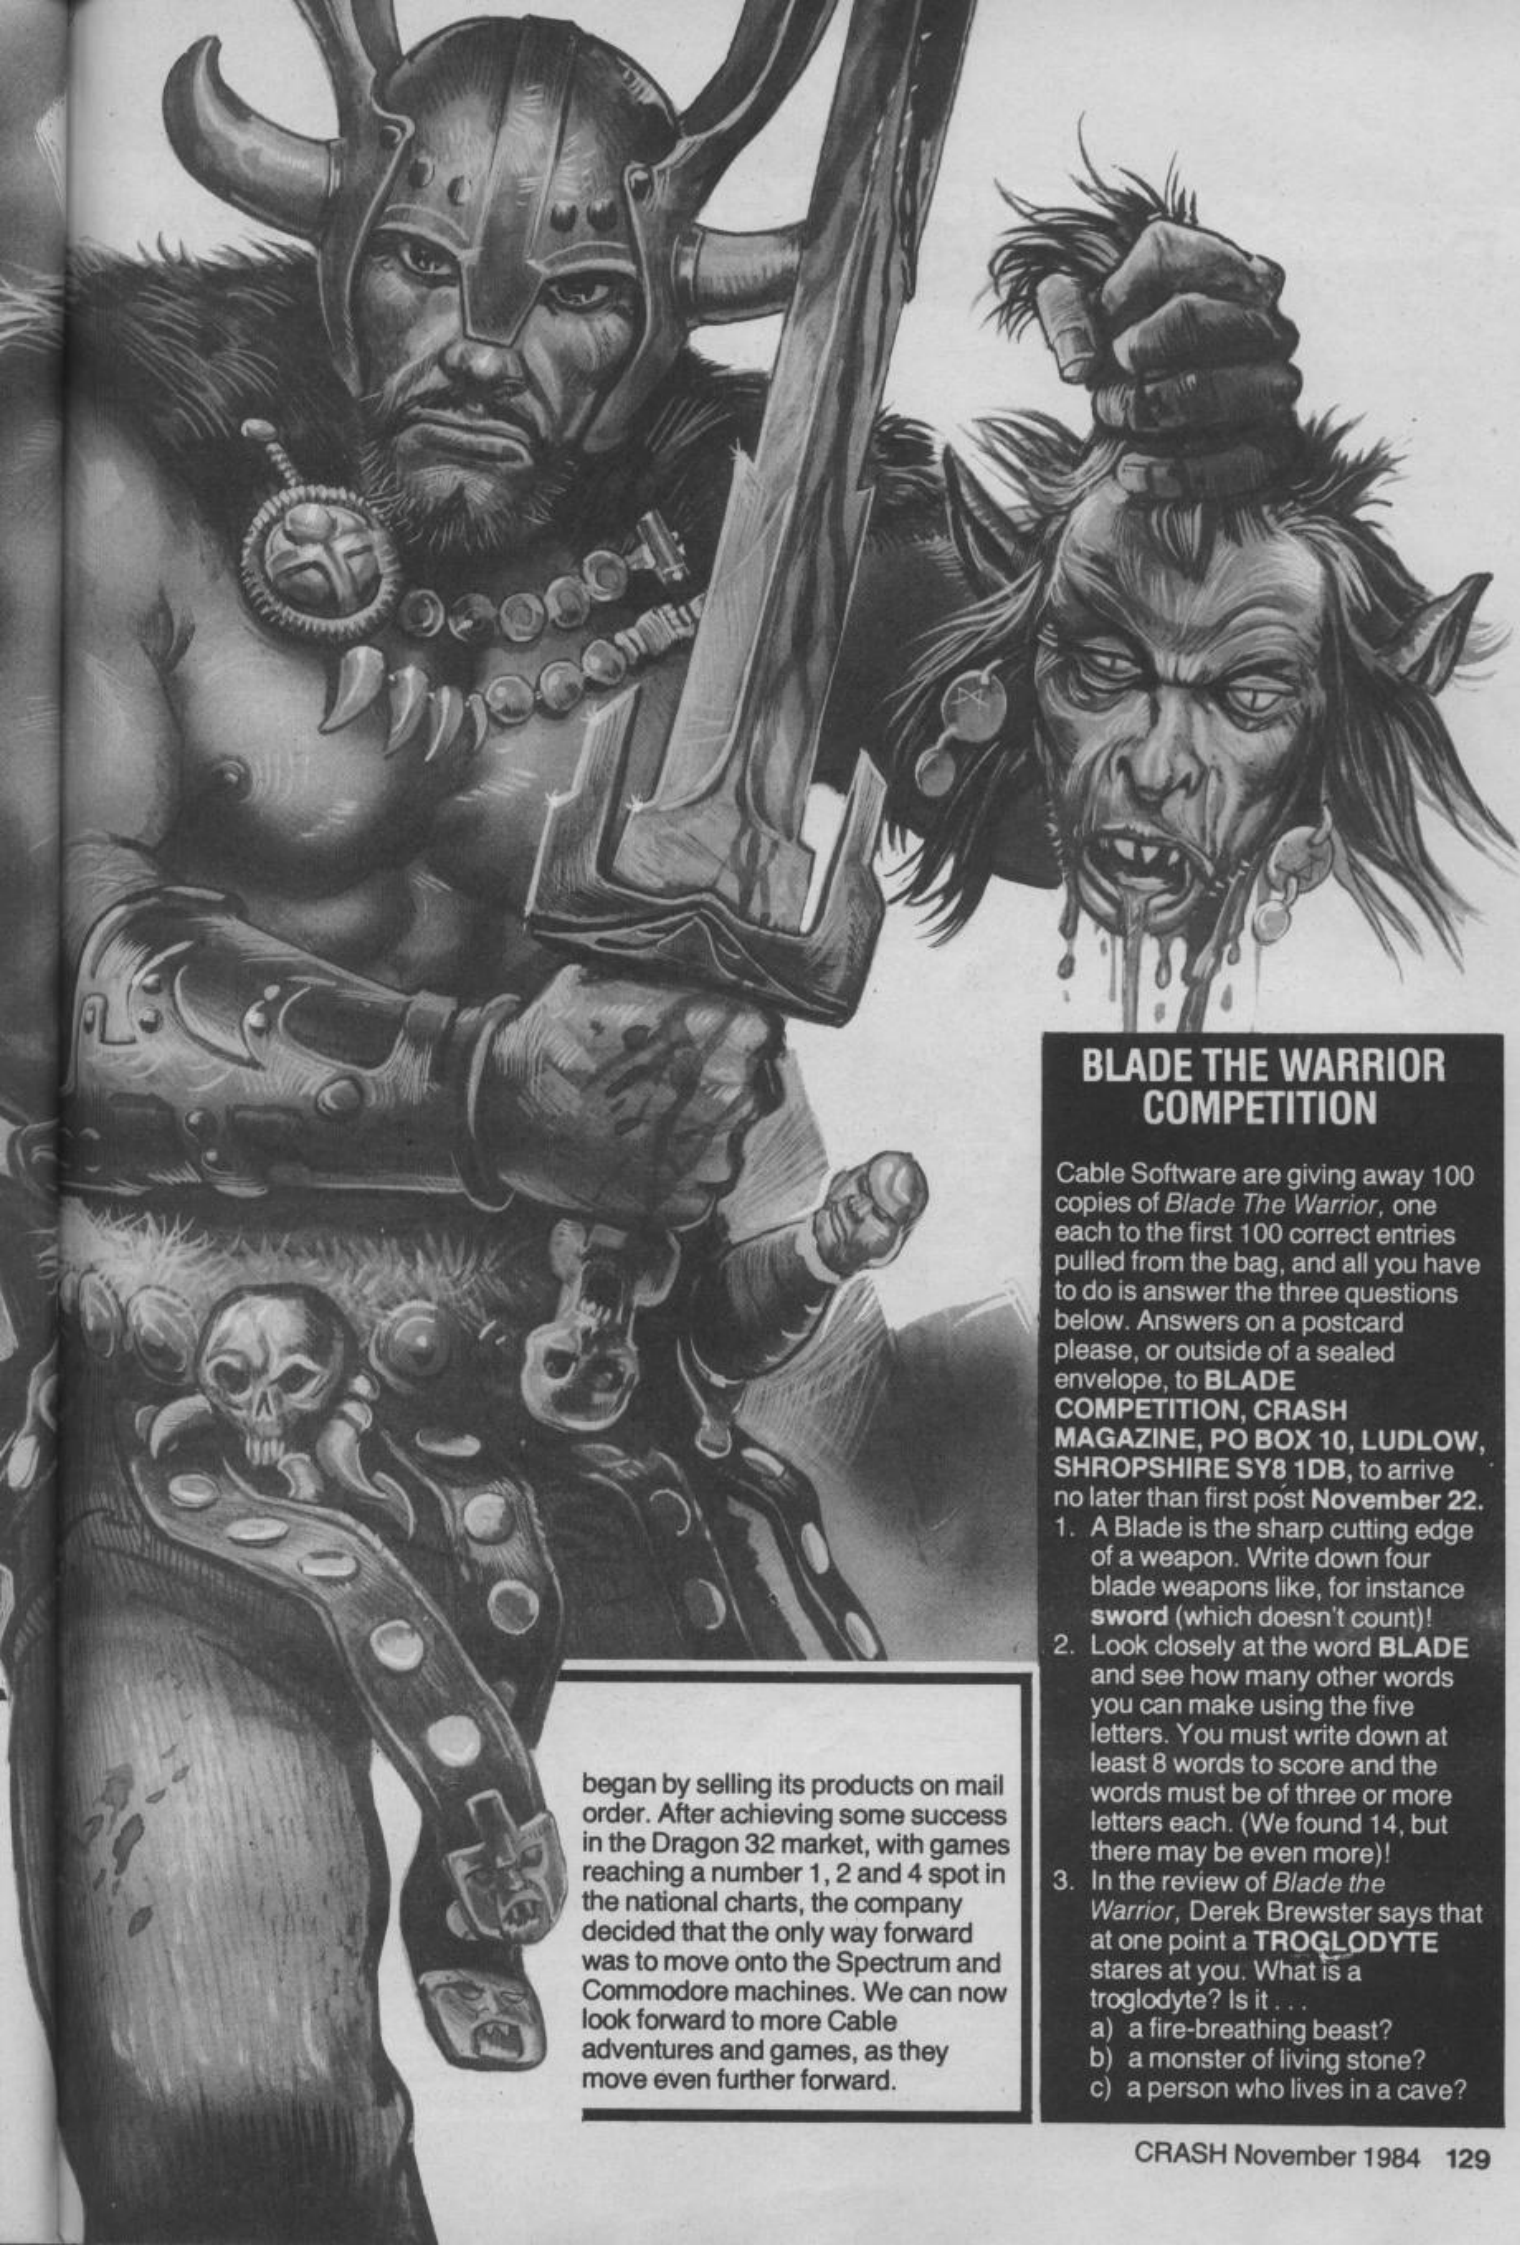 began by selling its products on mail
order. After achieving some success
in the Dragon 32 market, with games
reaching a number 1, 2 and 4 spot in
the national charts, the company
decided that the only way forward
was to move onto the Spectrum and
Commodore machines. We can now
look forward to more Cable
adventures and games, as they
move even further forward.
BLADE THE WARRIOR
COMPETITION
Cable Software are giving away 100
copies of Blade The Warrior, one
each to the first 100 correct entries
pulled from the bag, and all you have
to do is answer the three questions
below. Answers on a postcard
please, or outside of a sealed
envelope, to BLADE
COMPETITION, CRASH
MAGAZINE, PO BOX 10, LUDLOW,
SHROPSHIRE SY8 1DB, to arrive
no later than first post November 22.
1. A Blade is the sharp cutting edge
of a weapon. Write down four
blade weapons like, for instance
sword (which doesn't count)!
2. Look closely at the word BLADE
and see how many other words
you can make using the five
letters. You must write down at
least 8 words to score and the
words must be of three or more
letters each. (We found 14, but
there may be even more)!
3. In the review of Blade the
Warrior, Derek Brewster says that
at one point a TROGLODYTE
stares at you. What is a
troglodyte? Is it . . .
a) a fire-breathing beast?
b) a monster of living stone?
c) a person who lives in a cave?
CRASH November 1984 129